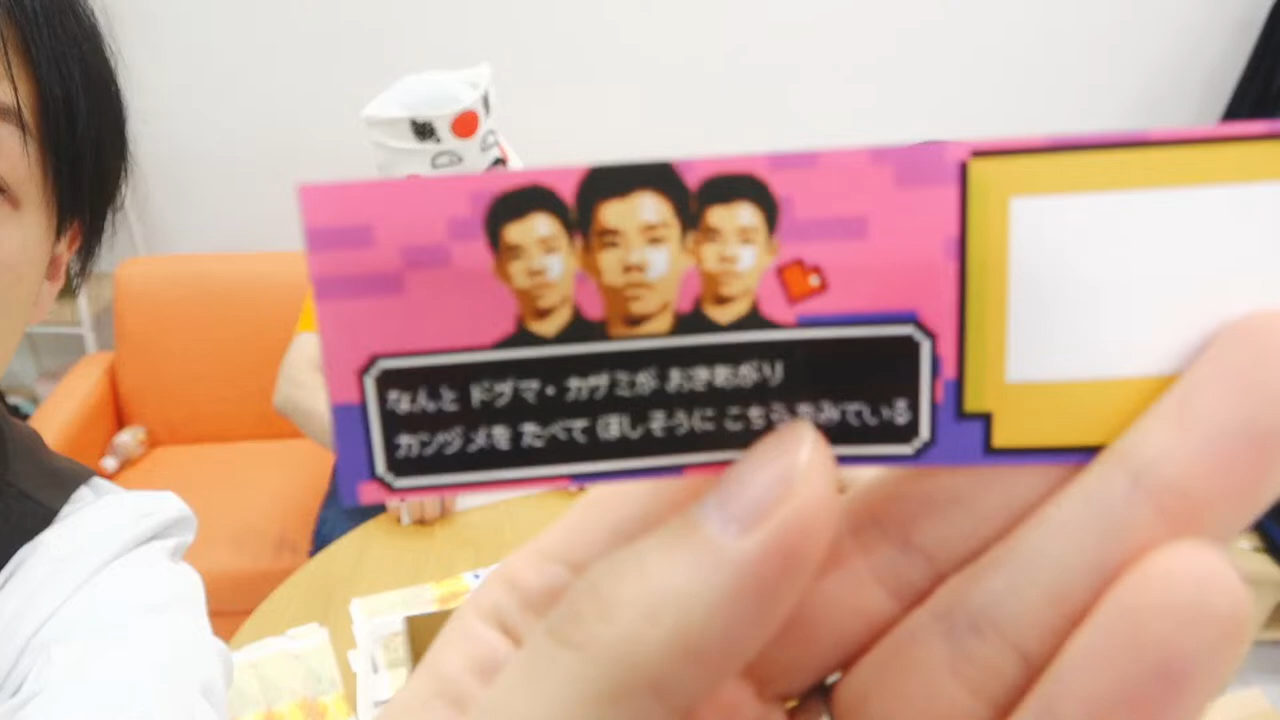 なんと ドグマ・カザミが おきあがり
カンヅメを たべて ほしそうに こちらをみている